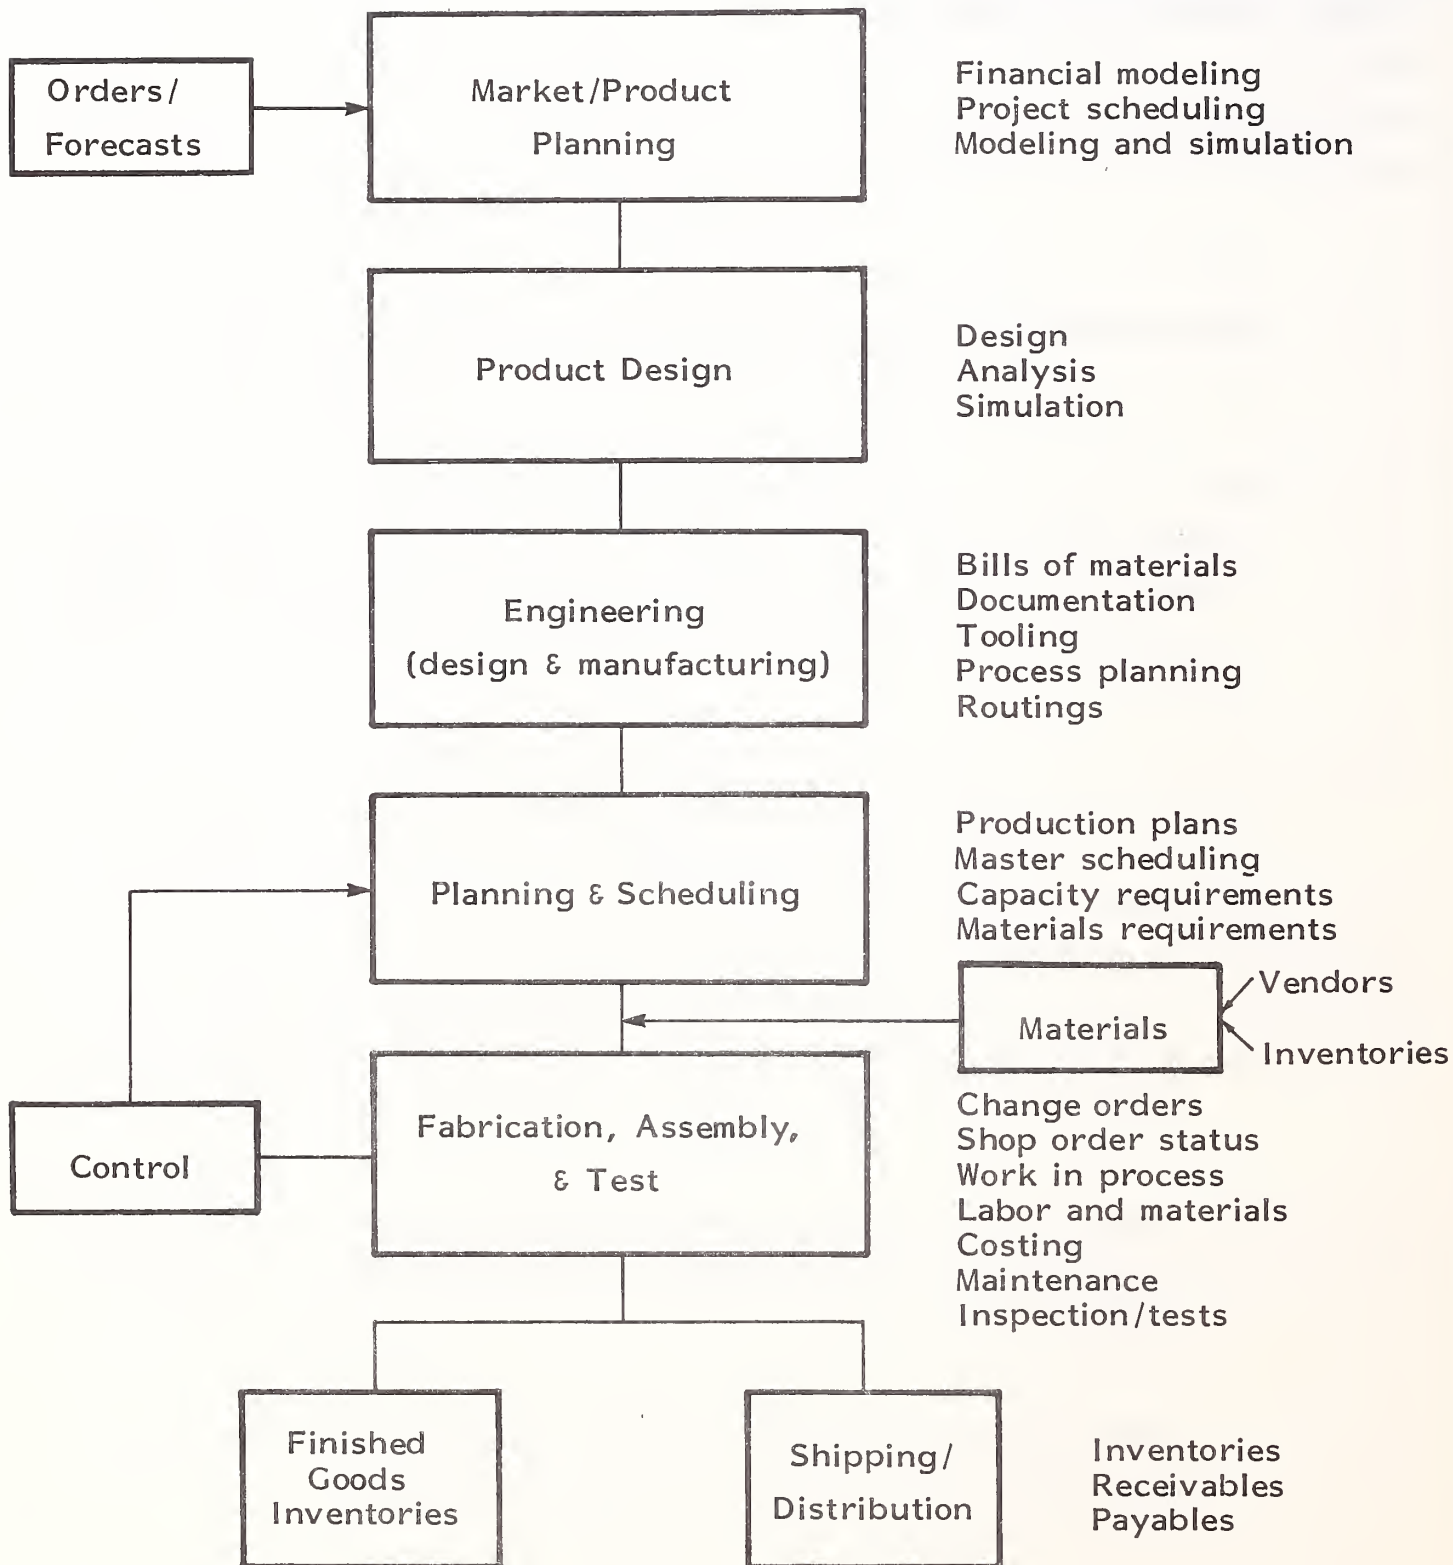 Orders/
Forecasts
Market/Product
Planning
Financial modeling
Project scheduling
Modeling and simulation
Product Design
Design
Analysis
Simulation
Engineering
(design & manufacturing)
Bills of materials
Documentation
Tooling
Process planning
Routings
Planning & Scheduling
Production plans
Master scheduling
Capacity requirements
Materials requirements
Materials
Vendors
Inventories
Control
Fabrication, Assembly,
& Test
Change orders
Shop order status
Work in process
Labor and materials
Costing
Maintenance
Inspection/tests
Finished
Goods
Inventories
Shipping/
Distribution
Inventories
Receivables
Payables